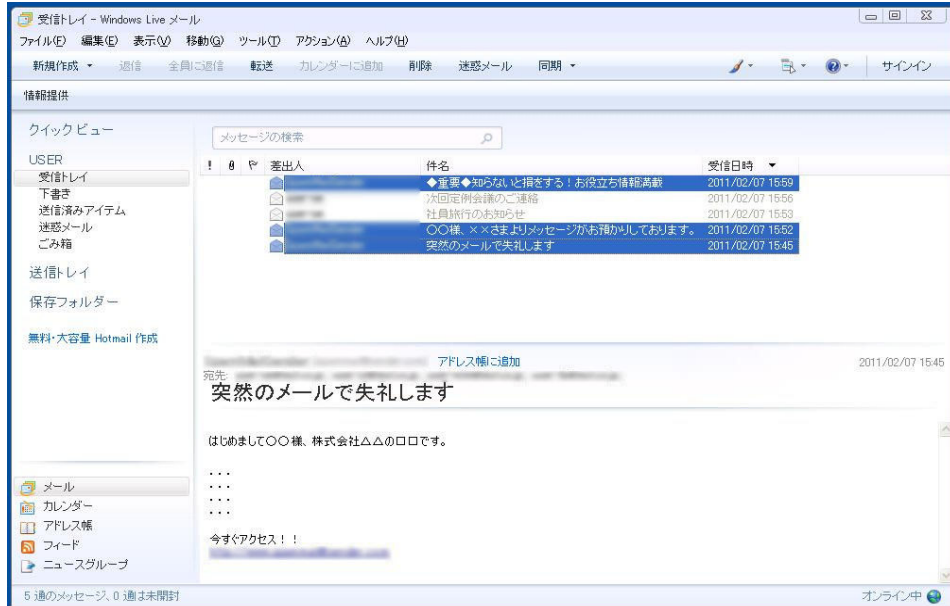 受信トレイ - Windows Live メール
ファイル(F) 編集(E) 表示(V) 移動(G) ツール(T) アクション(A) ヘルプ(H)
新規作成 返信 全員に返信 転送 カレンダーに追加 削除 迷惑メール 同期 サインイン
情報提供
クイック ビュー
メッセージの検索
USER
受信トレイ
下書き
送信済みアイテム
迷惑メール
ごみ箱
送信トレイ
保存フォルダー
無料・大容量 Hotmail 作成
! 差出人 件名 受信日時
◆重要◆知らないと損をする！お役立ち情報満載 2011/02/07 15:59
次回定例会議のご連絡 2011/02/07 15:56
社員旅行のお知らせ 2011/02/07 15:53
〇〇様、××さまよりメッセージがお預かりしております。 2011/02/07 15:52
突然のメールで失礼します 2011/02/07 15:45
アドレス帳に追加 2011/02/07 15:45
宛先:
突然のメールで失礼します
はじめまして〇〇様、株式会社△△の口口です。
・・・
・・・
・・・
・・・
今すぐアクセス！！
メール
カレンダー
アドレス帳
フィード
ニュースグループ
5 通のメッセージ、0 通は未開封 オンライン中